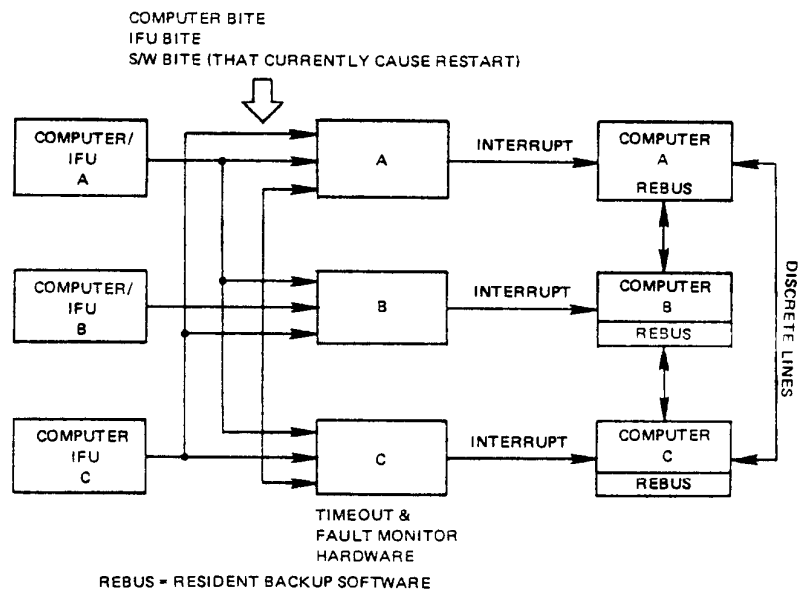 COMPUTER BITE
IFU BITE
S/W BITE (THAT CURRENTLY CAUSE RESTART)
COMPUTER/
IFU
A
A
INTERRUPT
COMPUTER
A
REBUS
COMPUTER/
IFU
B
B
INTERRUPT
COMPUTER
B
REBUS
DISCRETE LINES
COMPUTER
IFU
C
C
INTERRUPT
COMPUTER
C
REBUS
TIMEOUT &
FAULT MONITOR
HARDWARE
REBUS = RESIDENT BACKUP SOFTWARE